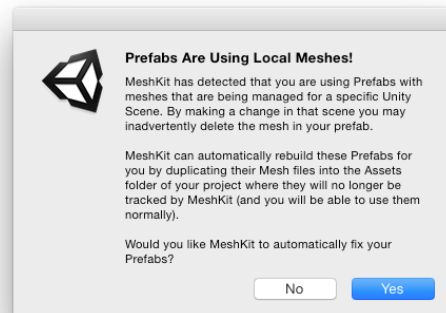 Prefabs Are Using Local Meshes!
MeshKit has detected that you are using Prefabs with
meshes that are being managed for a specific Unity
Scene. By making a change in that scene you may
inadvertently delete the mesh in your prefab.
MeshKit can automatically rebuild these Prefabs for
you by duplicating their Mesh files into the Assets
folder of your project where they will no longer be
tracked by MeshKit (and you will be able to use them
normally).
Would you like MeshKit to automatically fix your
Prefabs?
No
Yes